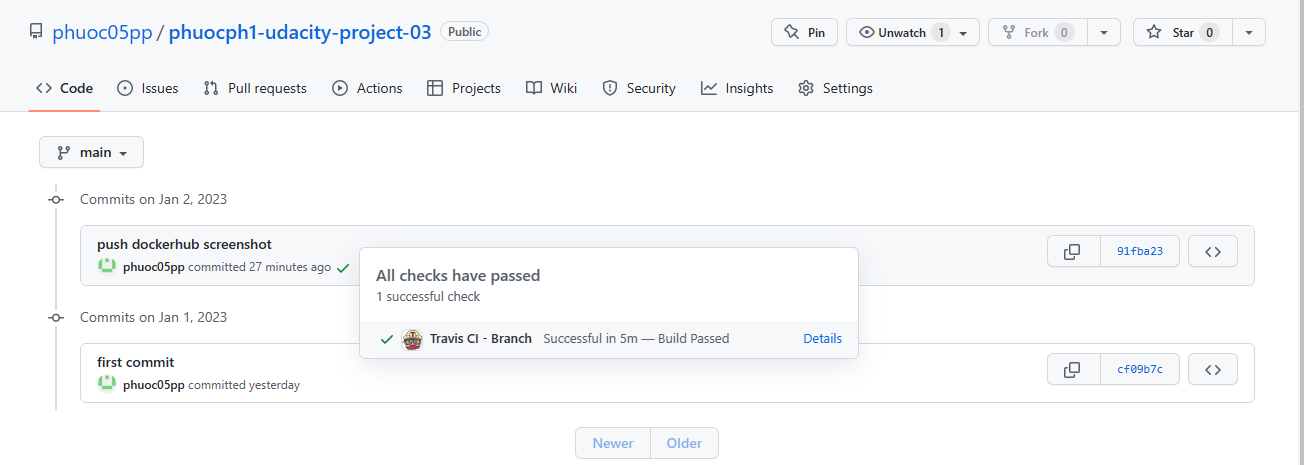 phuoc05pp / phuocph1-udacity-project-03 Public
Pin Unwatch 1 Fork 0 Star 0
Code Issues Pull requests Actions Projects Wiki Security Insights Settings
main
Commits on Jan 2, 2023
push dockerhub screenshot
phuoc05pp committed 27 minutes ago
91fba23
All checks have passed
1 successful check
Travis CI - Branch Successful in 5m — Build Passed Details
Commits on Jan 1, 2023
first commit
phuoc05pp committed yesterday
cf09b7c
Newer Older